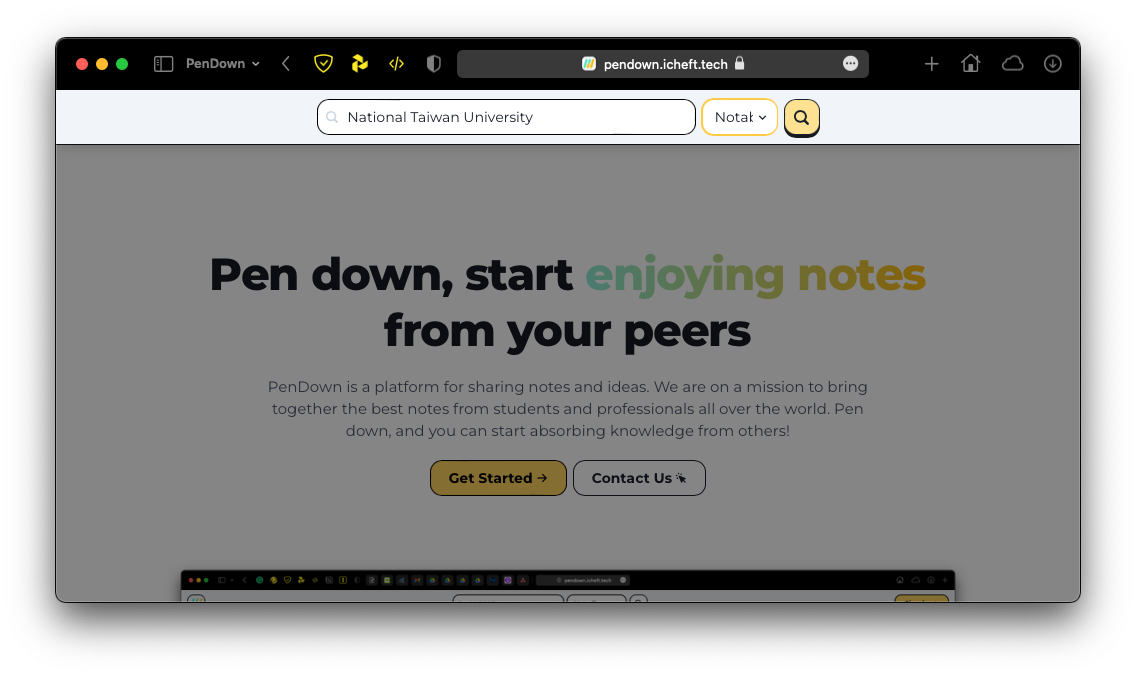 PenDown
pendown.icheft.tech
National Taiwan University
Pen down, start enjoying notes
from your peers
PenDown is a platform for sharing notes and ideas. We are on a mission to bring
together the best notes from students and professionals all over the world. Pen
down, and you can start absorbing knowledge from others!
Get Started →
Contact Us
pendown.icheft.tech